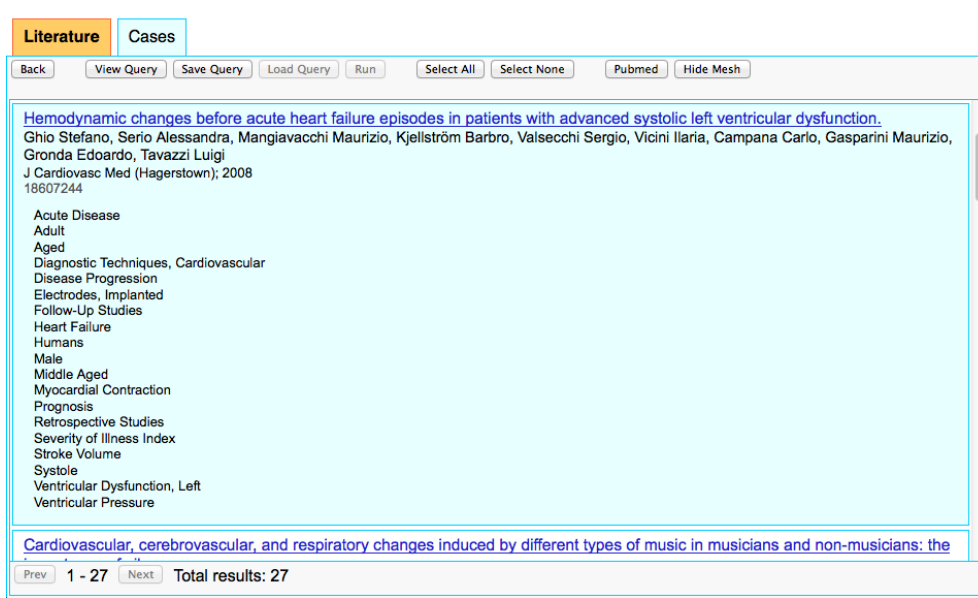 Literature Cases
Back View Query Save Query Load Query Run Select All Select None Pubmed Hide Mesh
Hemodynamic changes before acute heart failure episodes in patients with advanced systolic left ventricular dysfunction.
Ghio Stefano, Serio Alessandra, Mangiavacchi Maurizio, Kjellström Barbro, Valsecchi Sergio, Vicini Ilaria, Campana Carlo, Gasparini Maurizio,
Gronda Edoardo, Tavazzi Luigi
J Cardiovasc Med (Hagerstown); 2008
18607244
Acute Disease
Adult
Aged
Diagnostic Techniques, Cardiovascular
Disease Progression
Electrodes, Implanted
Follow-Up Studies
Heart Failure
Humans
Male
Middle Aged
Myocardial Contraction
Prognosis
Retrospective Studies
Severity of Illness Index
Stroke Volume
Systole
Ventricular Dysfunction, Left
Ventricular Pressure
Cardiovascular, cerebrovascular, and respiratory changes induced by different types of music in musicians and non-musicians: the
Prev 1 - 27 Next Total results: 27